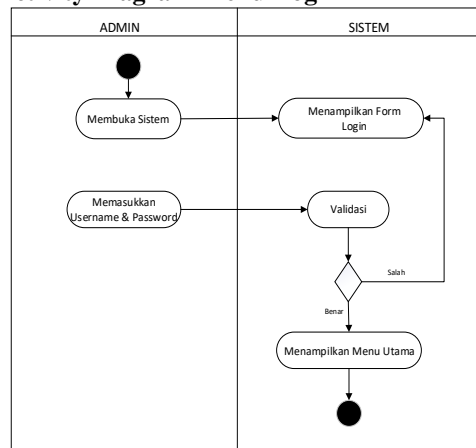 ADMIN
SISTEM
Membuka Sistem
Menampilkan Form
Login
Memasukkan
Username & Password
Validasi
Salah
Benar
Menampilkan Menu Utama